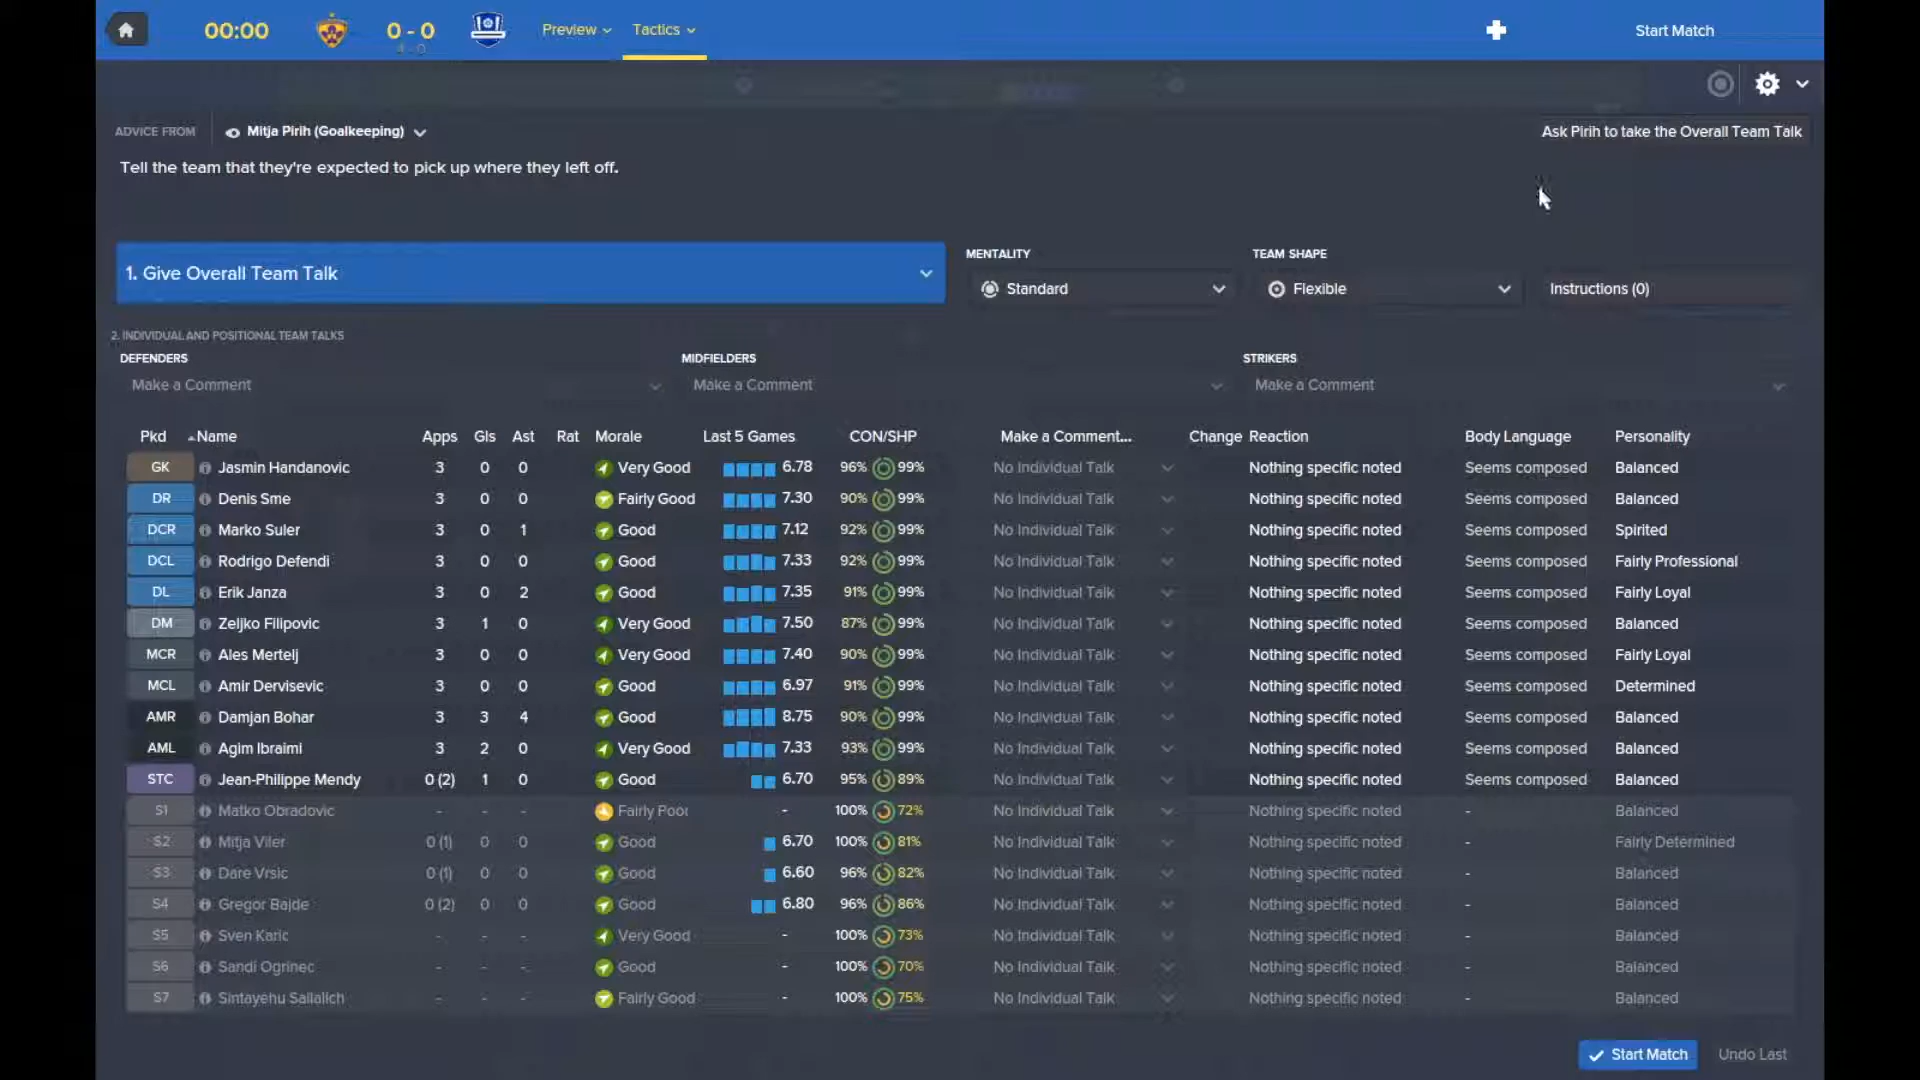 00:00 0 - 0 Preview Tactics Start Match
4 - 0
ADVICE FROM Mitja Pirih (Goalkeeping) Ask Pirih to take the Overall Team Talk
Tell the team that they're expected to pick up where they left off.
MENTALITY TEAM SHAPE
1. Give Overall Team Talk Standard Flexible Instructions (0)
2. INDIVIDUAL AND POSITIONAL TEAM TALKS
DEFENDERS MIDFIELDERS STRIKERS
Make a Comment Make a Comment Make a Comment
Pkd Name Apps Gls Ast Rat Morale Last 5 Games CON/SHP Make a Comment... Change Reaction Body Language Personality
GK Jasmin Handanovic 3 0 0 Very Good 6.78 96% 99% No Individual Talk Nothing specific noted Seems composed Balanced
DR Denis Sme 3 0 0 Fairly Good 7.30 90% 99% No Individual Talk Nothing specific noted Seems composed Balanced
DCR Marko Suler 3 0 1 Good 7.12 92% 99% No Individual Talk Nothing specific noted Seems composed Spirited
DCL Rodrigo Defendi 3 0 0 Good 7.33 92% 99% No Individual Talk Nothing specific noted Seems composed Fairly Professional
DL Erik Janza 3 0 2 Good 7.35 91% 99% No Individual Talk Nothing specific noted Seems composed Fairly Loyal
DM Zeljko Filipovic 3 1 0 Very Good 7.50 87% 99% No Individual Talk Nothing specific noted Seems composed Balanced
MCR Ales Mertelj 3 0 0 Very Good 7.40 90% 99% No Individual Talk Nothing specific noted Seems composed Fairly Loyal
MCL Amir Dervisevic 3 0 0 Good 6.97 91% 99% No Individual Talk Nothing specific noted Seems composed Determined
AMR Damjan Bohar 3 3 4 Good 8.75 90% 99% No Individual Talk Nothing specific noted Seems composed Balanced
AML Agim Ibraimi 3 2 0 Very Good 7.33 93% 99% No Individual Talk Nothing specific noted Seems composed Balanced
STC Jean-Philippe Mendy 0 (2) 1 0 Good 6.70 95% 89% No Individual Talk Nothing specific noted Seems composed Balanced
S1 Matko Obradovic - - - Fairly Poor - 100% 72% No Individual Talk Nothing specific noted - Balanced
S2 Mitja Viler 0 (1) 0 0 Good 6.70 100% 81% No Individual Talk Nothing specific noted - Fairly Determined
S3 Dare Vrsic 0 (1) 0 0 Good 6.60 96% 82% No Individual Talk Nothing specific noted - Balanced
S4 Gregor Bajde 0 (2) 0 0 Good 6.80 96% 86% No Individual Talk Nothing specific noted - Balanced
S5 Sven Karic - - - Very Good - 100% 73% No Individual Talk Nothing specific noted - Balanced
S6 Sandi Ogrinec - - - Good - 100% 70% No Individual Talk Nothing specific noted - Balanced
S7 Sintayehu Sallalich - - - Fairly Good - 100% 75% No Individual Talk Nothing specific noted - Balanced
Start Match Undo Last